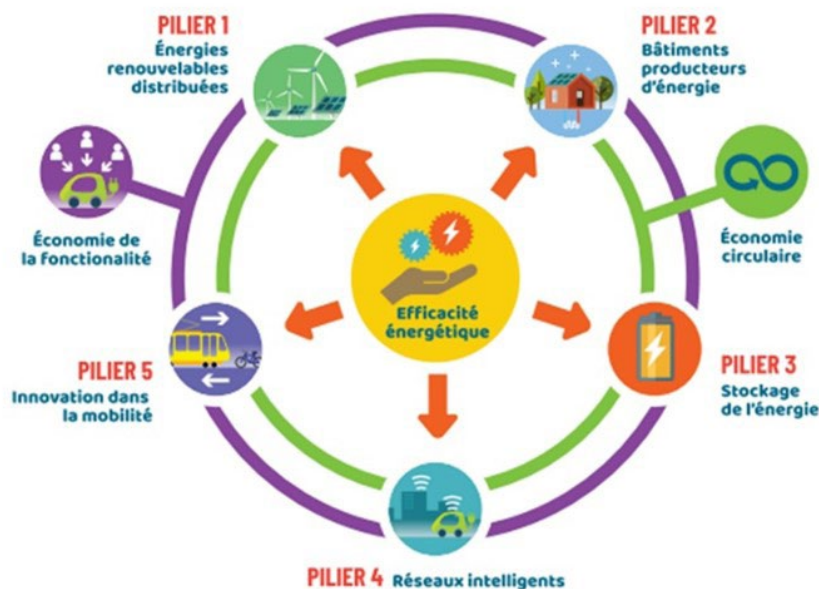 PILIER 1
Énergies
renouvelables
distribuées
PILIER 2
Bâtiments
producteurs
d'énergie
Économie de
la fonctionalité
Économie
circulaire
Efficacité
énergétique
PILIER 5
Innovation dans
la mobilité
PILIER 3
Stockage
de l'énergie
PILIER 4 Réseaux intelligents